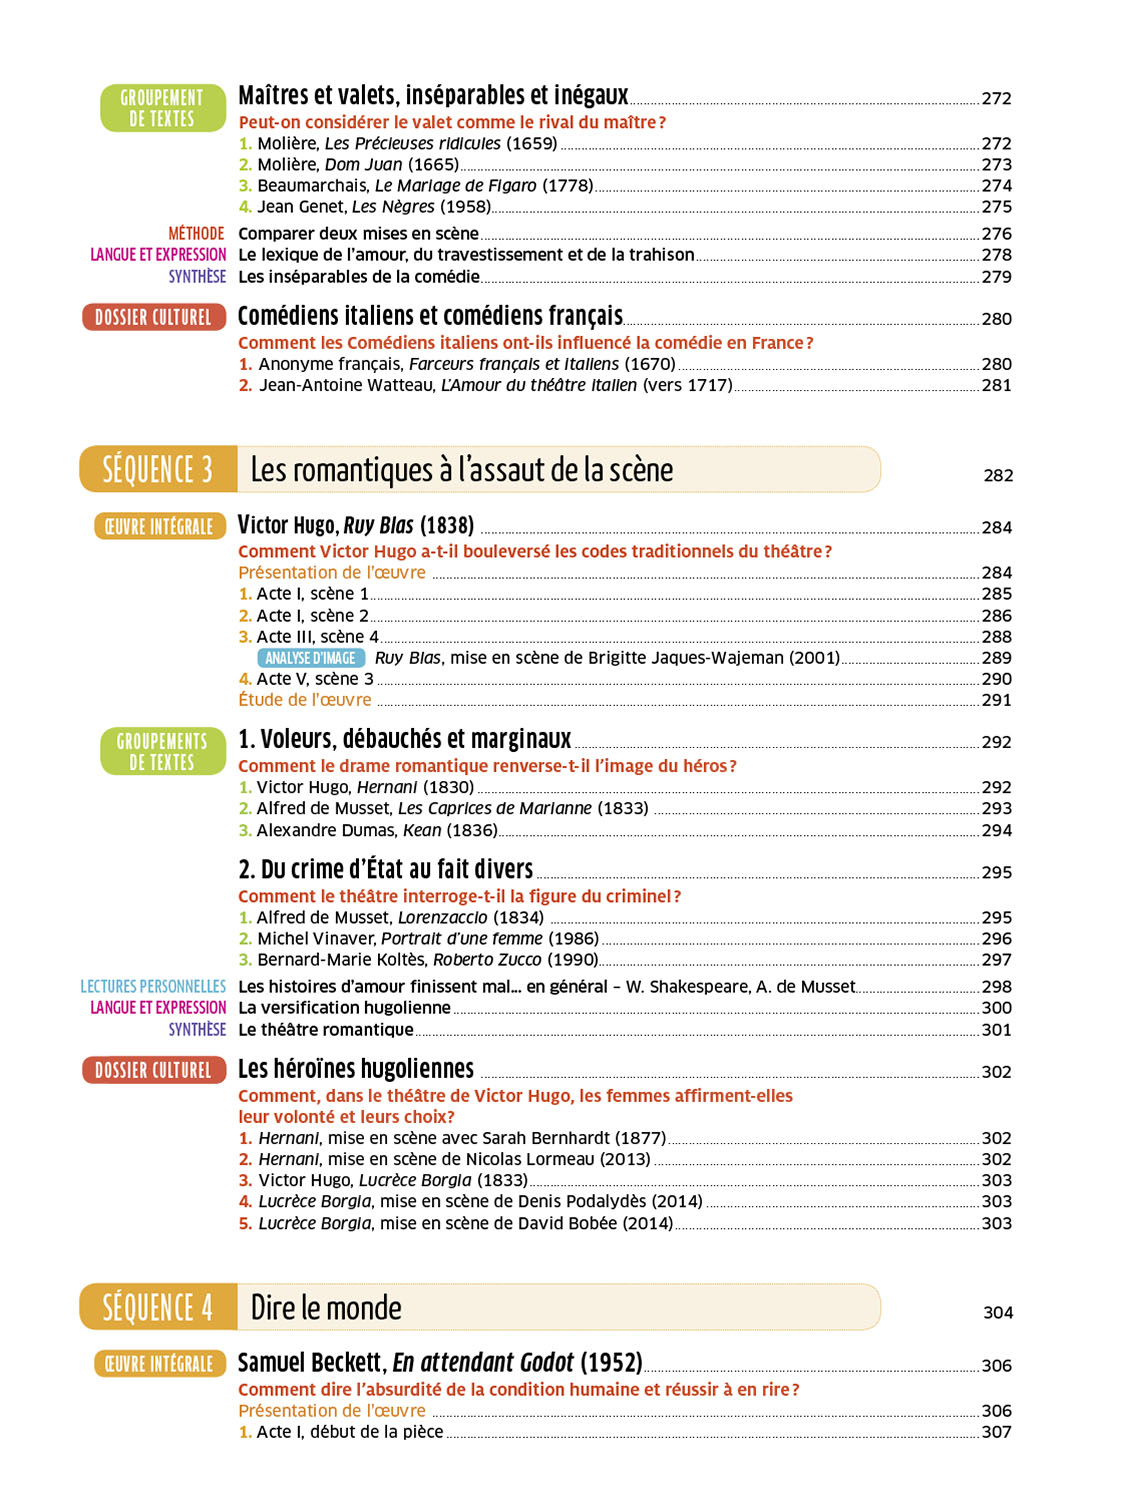 GROUPEMENT
DE TEXTES
Maîtres et valets, inséparables et inégaux 272
Peut-on considérer le valet comme le rival du maître ?
1. Molière, Les Précieuses ridicules (1659) 272
2. Molière, Dom Juan (1665) 273
3. Beaumarchais, Le Mariage de Figaro (1778) 274
4. Jean Genet, Les Nègres (1958) 275
MÉTHODE Comparer deux mises en scène 276
LANGUE ET EXPRESSION Le lexique de l'amour, du travestissement et de la trahison 278
SYNTHÈSE Les inséparables de la comédie 279
DOSSIER CULTUREL Comédiens italiens et comédiens français 280
Comment les Comédiens italiens ont-ils influencé la comédie en France ?
1. Anonyme français, Farceurs français et italiens (1670) 280
2. Jean-Antoine Watteau, L'Amour du théâtre italien (vers 1717) 281
SÉQUENCE 3 Les romantiques à l'assaut de la scène 282
ŒUVRE INTÉGRALE Victor Hugo, Ruy Blas (1838) 284
Comment Victor Hugo a-t-il bouleversé les codes traditionnels du théâtre ?
Présentation de l'œuvre 284
1. Acte I, scène 1 285
2. Acte I, scène 2 286
3. Acte III, scène 4 288
ANALYSE D'IMAGE Ruy Blas, mise en scène de Brigitte Jaques-Wajeman (2001) 289
4. Acte V, scène 3 290
Étude de l'œuvre 291
GROUPEMENTS
DE TEXTES
1. Voleurs, débauchés et marginaux 292
Comment le drame romantique renverse-t-il l'image du héros ?
1. Victor Hugo, Hernani (1830) 292
2. Alfred de Musset, Les Caprices de Marianne (1833) 293
3. Alexandre Dumas, Kean (1836) 294
2. Du crime d'État au fait divers 295
Comment le théâtre interroge-t-il la figure du criminel ?
1. Alfred de Musset, Lorenzaccio (1834) 295
2. Michel Vinaver, Portrait d'une femme (1986) 296
3. Bernard-Marie Koltès, Roberto Zucco (1990) 297
LECTURES PERSONNELLES Les histoires d'amour finissent mal... en général – W. Shakespeare, A. de Musset 298
LANGUE ET EXPRESSION La versification hugolienne 300
SYNTHÈSE Le théâtre romantique 301
DOSSIER CULTUREL Les héroïnes hugoliennes 302
Comment, dans le théâtre de Victor Hugo, les femmes affirment-elles
leur volonté et leurs choix?
1. Hernani, mise en scène avec Sarah Bernhardt (1877) 302
2. Hernani, mise en scène de Nicolas Lormeau (2013) 302
3. Victor Hugo, Lucrèce Borgia (1833) 303
4. Lucrèce Borgia, mise en scène de Denis Podalydès (2014) 303
5. Lucrèce Borgia, mise en scène de David Bobée (2014) 303
SÉQUENCE 4 Dire le monde 304
ŒUVRE INTÉGRALE Samuel Beckett, En attendant Godot (1952) 306
Comment dire l'absurdité de la condition humaine et réussir à en rire ?
Présentation de l'œuvre 306
1. Acte I, début de la pièce 307